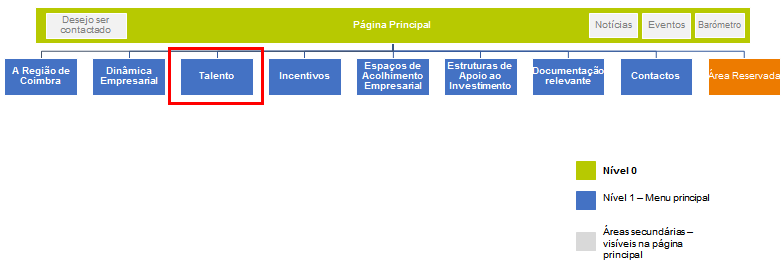 Desejo ser
contactado
Página Principal
Notícias
Eventos
Barómetro
A Região de
Coimbra
Dinâmica
Empresarial
Talento
Incentivos
Espaços de
Acolhimento
Empresarial
Estruturas de
Apoio ao
Investimento
Documentação
relevante
Contactos
Área Reservada
Nível 0
Nível 1 – Menu principal
Áreas secundárias –
visíveis na página
principal